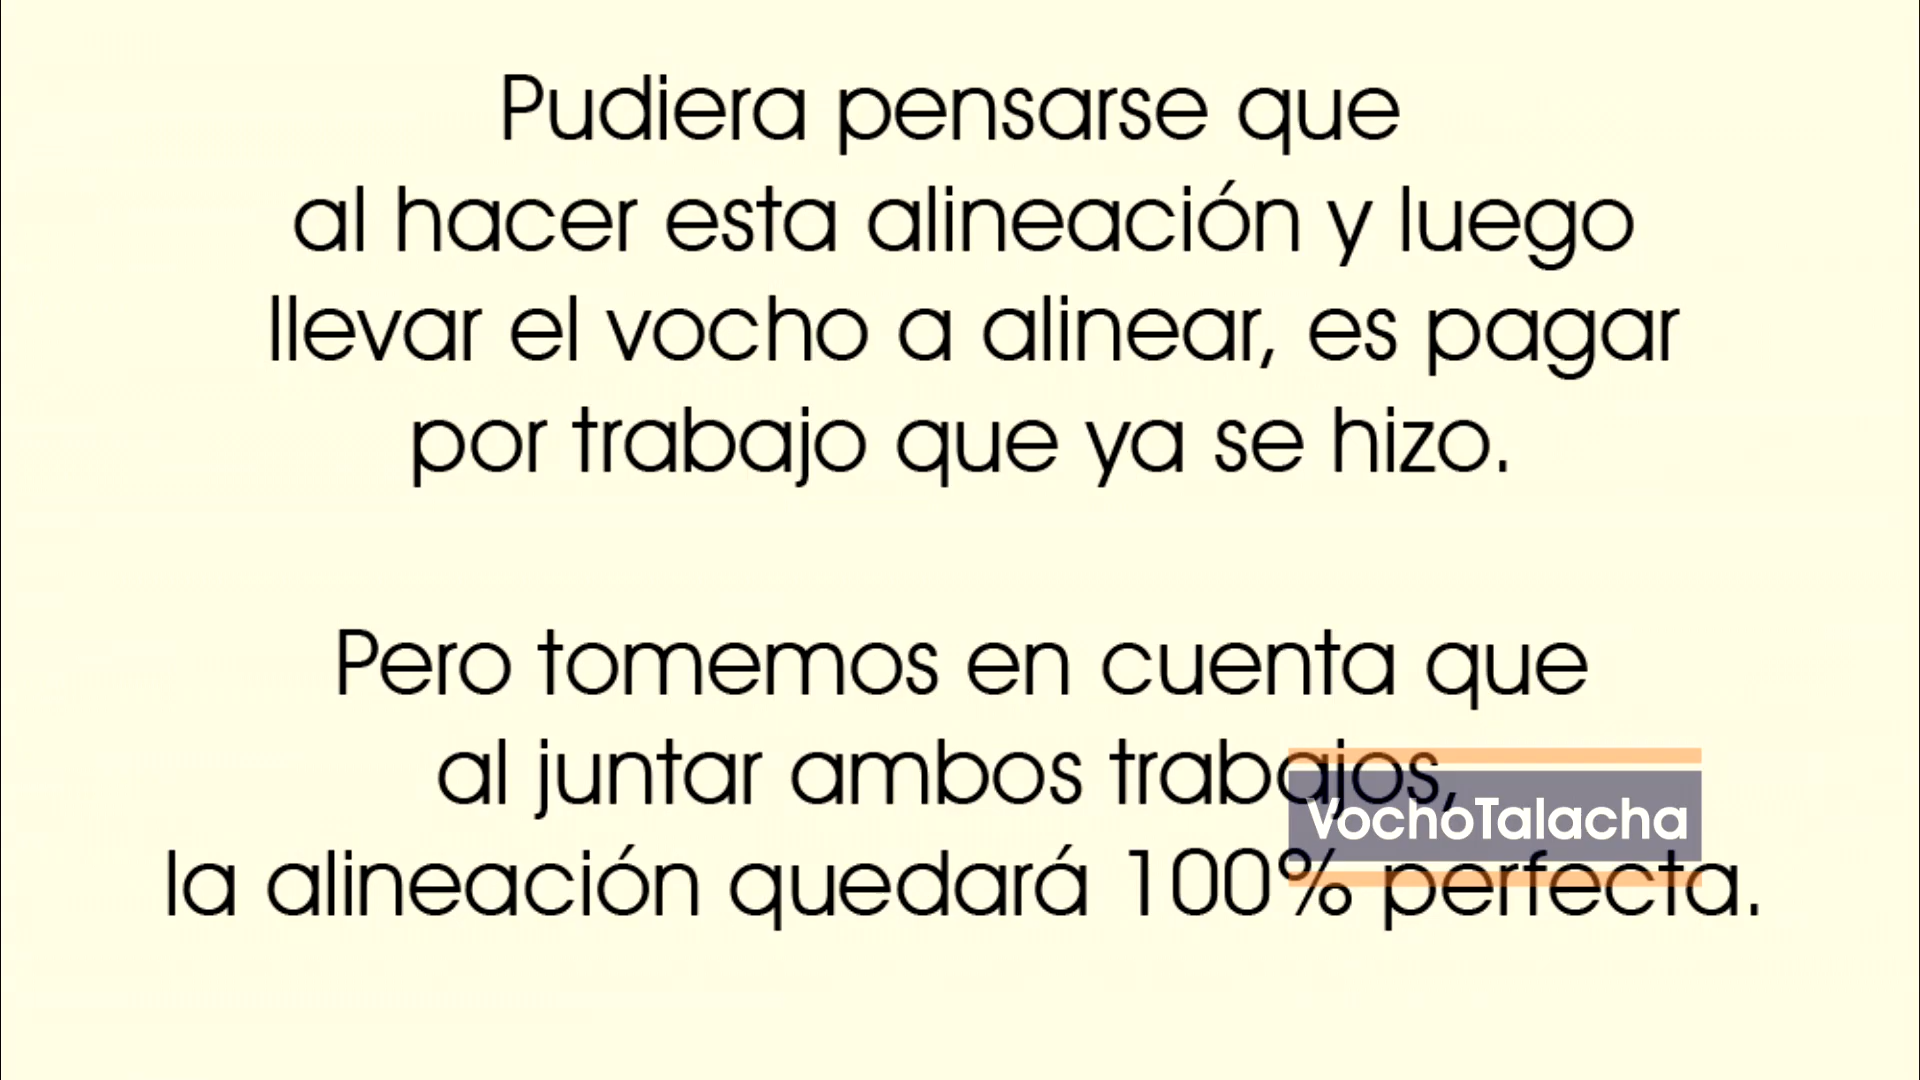 Pudiera pensarse que
al hacer esta alineación y luego
llevar el vocho a alinear, es pagar
por trabajo que ya se hizo.
Pero tomemos en cuenta que
al juntar ambos trabajos,
VochoTalacha
la alineación quedará 100% perfecta.